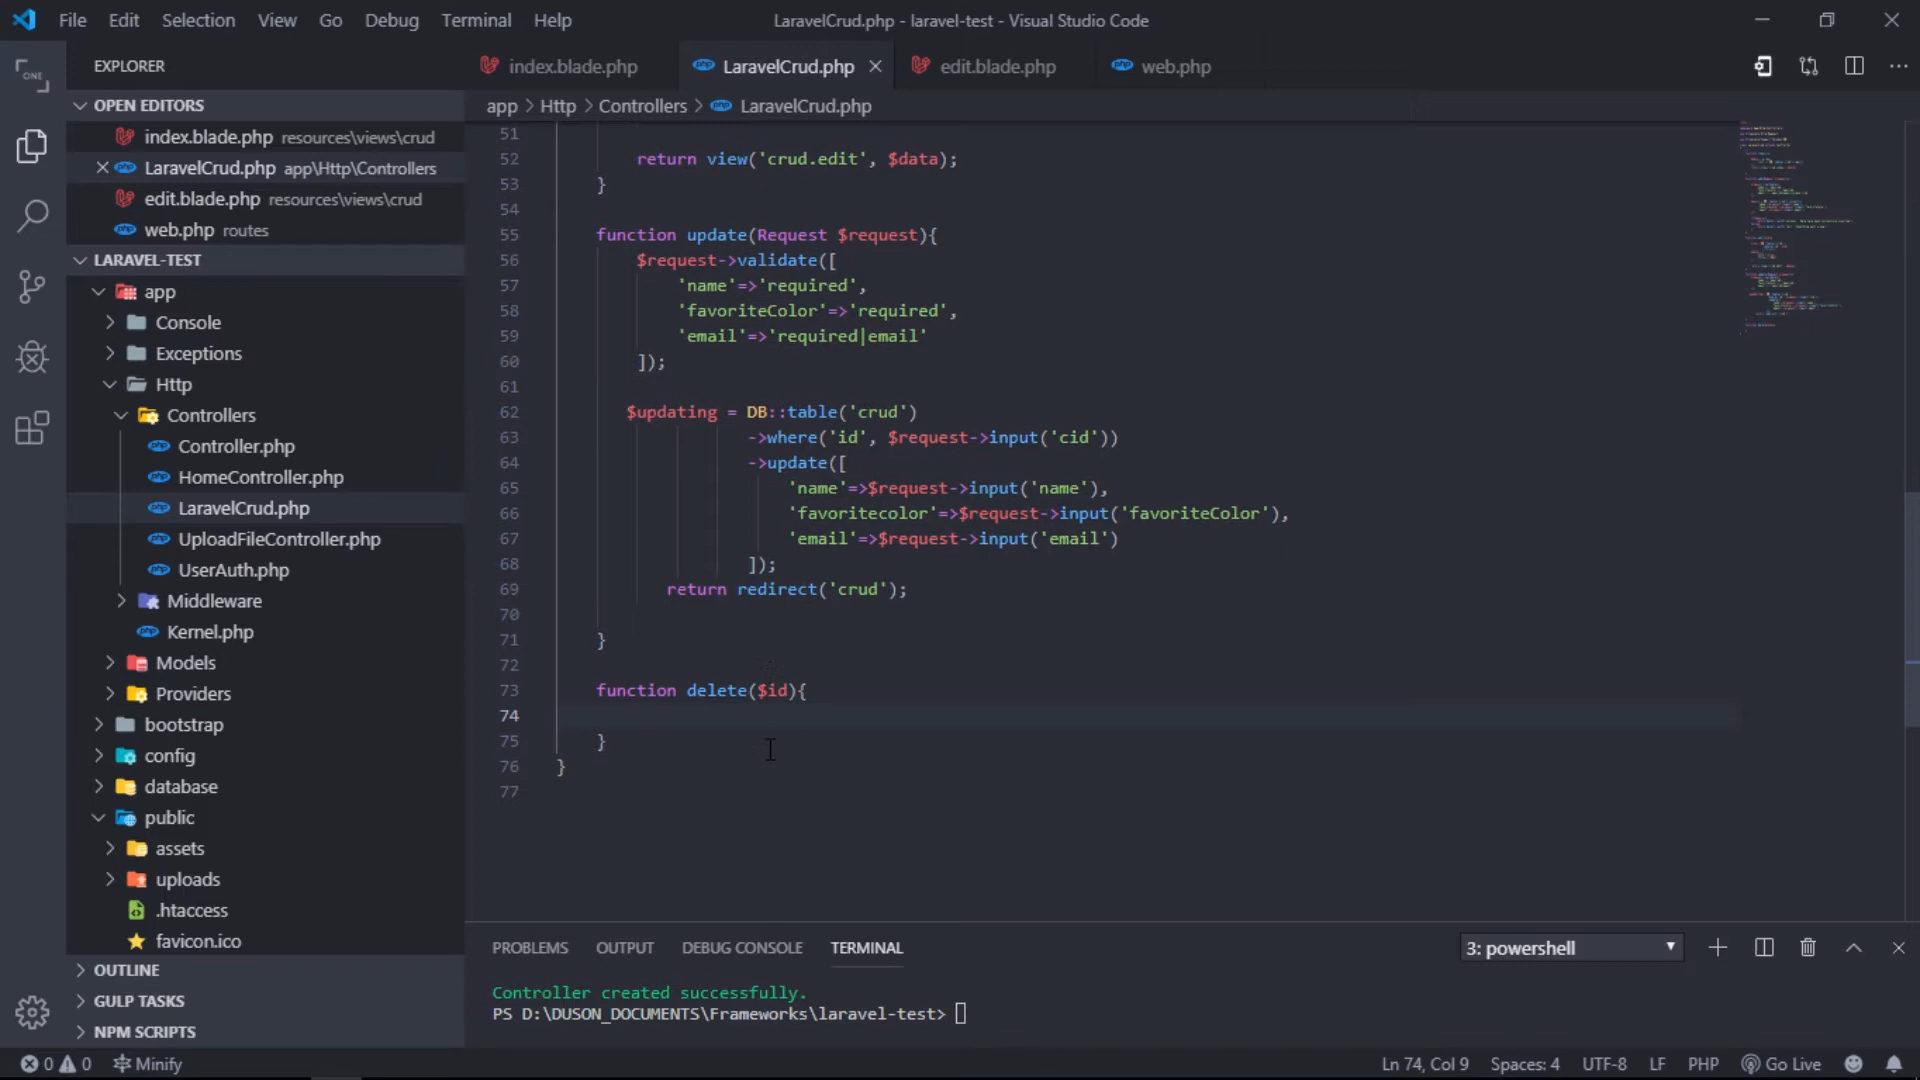 File Edit Selection View Go Debug Terminal Help
LaravelCrud.php - laravel-test - Visual Studio Code
ONE
EXPLORER
OPEN EDITORS
index.blade.php resources\views\crud
LaravelCrud.php app\Http\Controllers
edit.blade.php resources\views\crud
web.php routes
LARAVEL-TEST
app
Console
Exceptions
Http
Controllers
Controller.php
HomeController.php
LaravelCrud.php
UploadFileController.php
UserAuth.php
Middleware
Kernel.php
Models
Providers
bootstrap
config
database
public
assets
uploads
.htaccess
favicon.ico
OUTLINE
GULP TASKS
NPM SCRIPTS
index.blade.php LaravelCrud.php edit.blade.php web.php
app > Http > Controllers > LaravelCrud.php
51
52 return view('crud.edit', $data);
53 }
54
55 function update(Request $request){
56 $request->validate([
57 'name'=>'required',
58 'favoriteColor'=>'required',
59 'email'=>'required|email'
60 ]);
61
62 $updating = DB::table('crud')
63 ->where('id', $request->input('cid'))
64 ->update([
65 'name'=>$request->input('name'),
66 'favoritecolor'=>$request->input('favoriteColor'),
67 'email'=>$request->input('email')
68 ]);
69 return redirect('crud');
70
71 }
72
73 function delete($id){
74
75 }
76 }
77
PROBLEMS OUTPUT DEBUG CONSOLE TERMINAL
3: powershell
Controller created successfully.
PS D:\DUSON_DOCUMENTS\Frameworks\laravel-test>
0 0 Minify
Ln 74, Col 9 Spaces: 4 UTF-8 LF PHP Go Live